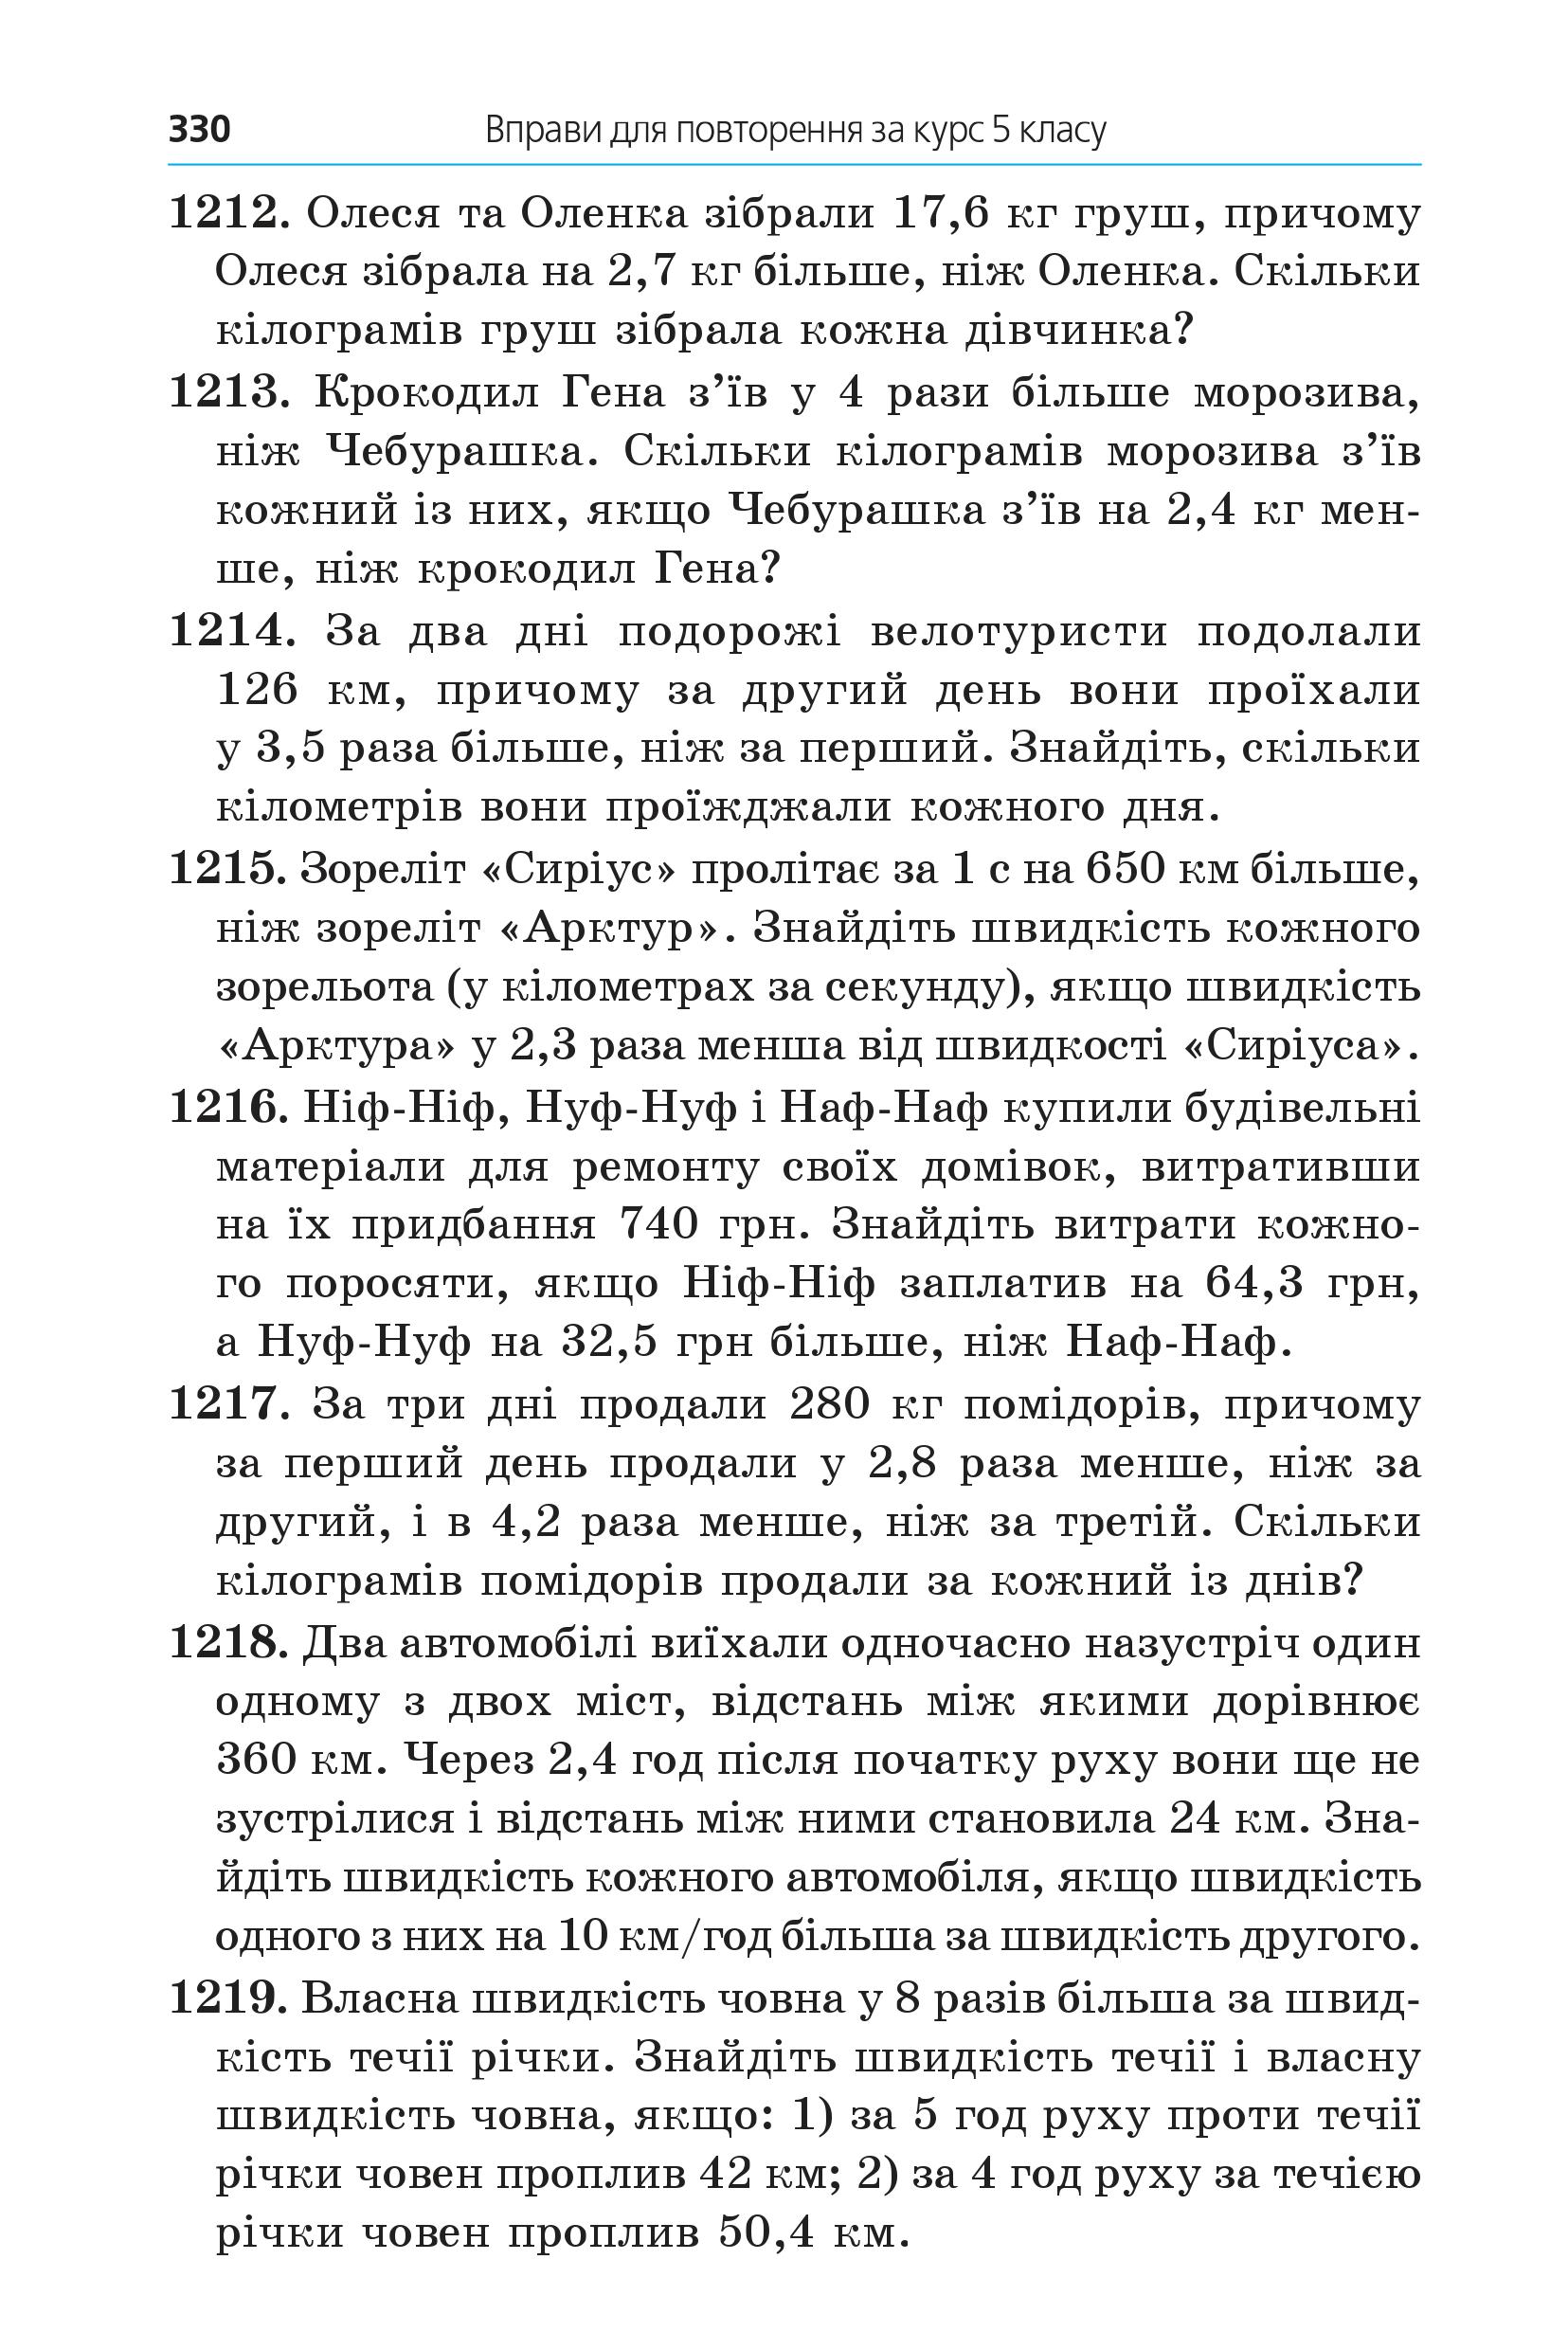 330 Вправи для повторення за курс 5 класу
1212. Олеся та Оленка зібрали 17,6 кг груш, причому
Олеся зібрала на 2,7 кг більше, ніж Оленка. Скільки
кілограмів груш зібрала кожна дівчинка?
1213. Крокодил Гена з’їв у 4 рази більше морозива,
ніж Чебурашка. Скільки кілограмів морозива з’їв
кожний із них, якщо Чебурашка з’їв на 2,4 кг мен-
ше, ніж крокодил Гена?
1214. За два дні подорожі велотуристи подолали
126 км, причому за другий день вони проїхали
у 3,5 раза більше, ніж за перший. Знайдіть, скільки
кілометрів вони проїжджали кожного дня.
1215. Зореліт «Сиріус» пролітає за 1 с на 650 км більше,
ніж зореліт «Арктур». Знайдіть швидкість кожного
зорельота (у кілометрах за секунду), якщо швидкість
«Арктура» у 2,3 раза менша від швидкості «Сиріуса».
1216. Ніф-Ніф, Нуф-Нуф і Наф-Наф купили будівельні
матеріали для ремонту своїх домівок, витративши
на їх придбання 740 грн. Знайдіть витрати кожно-
го поросяти, якщо Ніф-Ніф заплатив на 64,3 грн,
а Нуф-Нуф на 32,5 грн більше, ніж Наф-Наф.
1217. За три дні продали 280 кг помідорів, причому
за перший день продали у 2,8 раза менше, ніж за
другий, і в 4,2 раза менше, ніж за третій. Скільки
кілограмів помідорів продали за кожний із днів?
1218. Два автомобілі виїхали одночасно назустріч один
одному з двох міст, відстань між якими дорівнює
360 км. Через 2,4 год після початку руху вони ще не
зустрілися і відстань між ними становила 24 км. Зна-
йдіть швидкість кожного автомобіля, якщо швидкість
одного з них на 10 км/год більша за швидкість другого.
1219. Власна швидкість човна у 8 разів більша за швид-
кість течії річки. Знайдіть швидкість течії і власну
швидкість човна, якщо: 1) за 5 год руху проти течії
річки човен проплив 42 км; 2) за 4 год руху за течією
річки човен проплив 50,4 км.